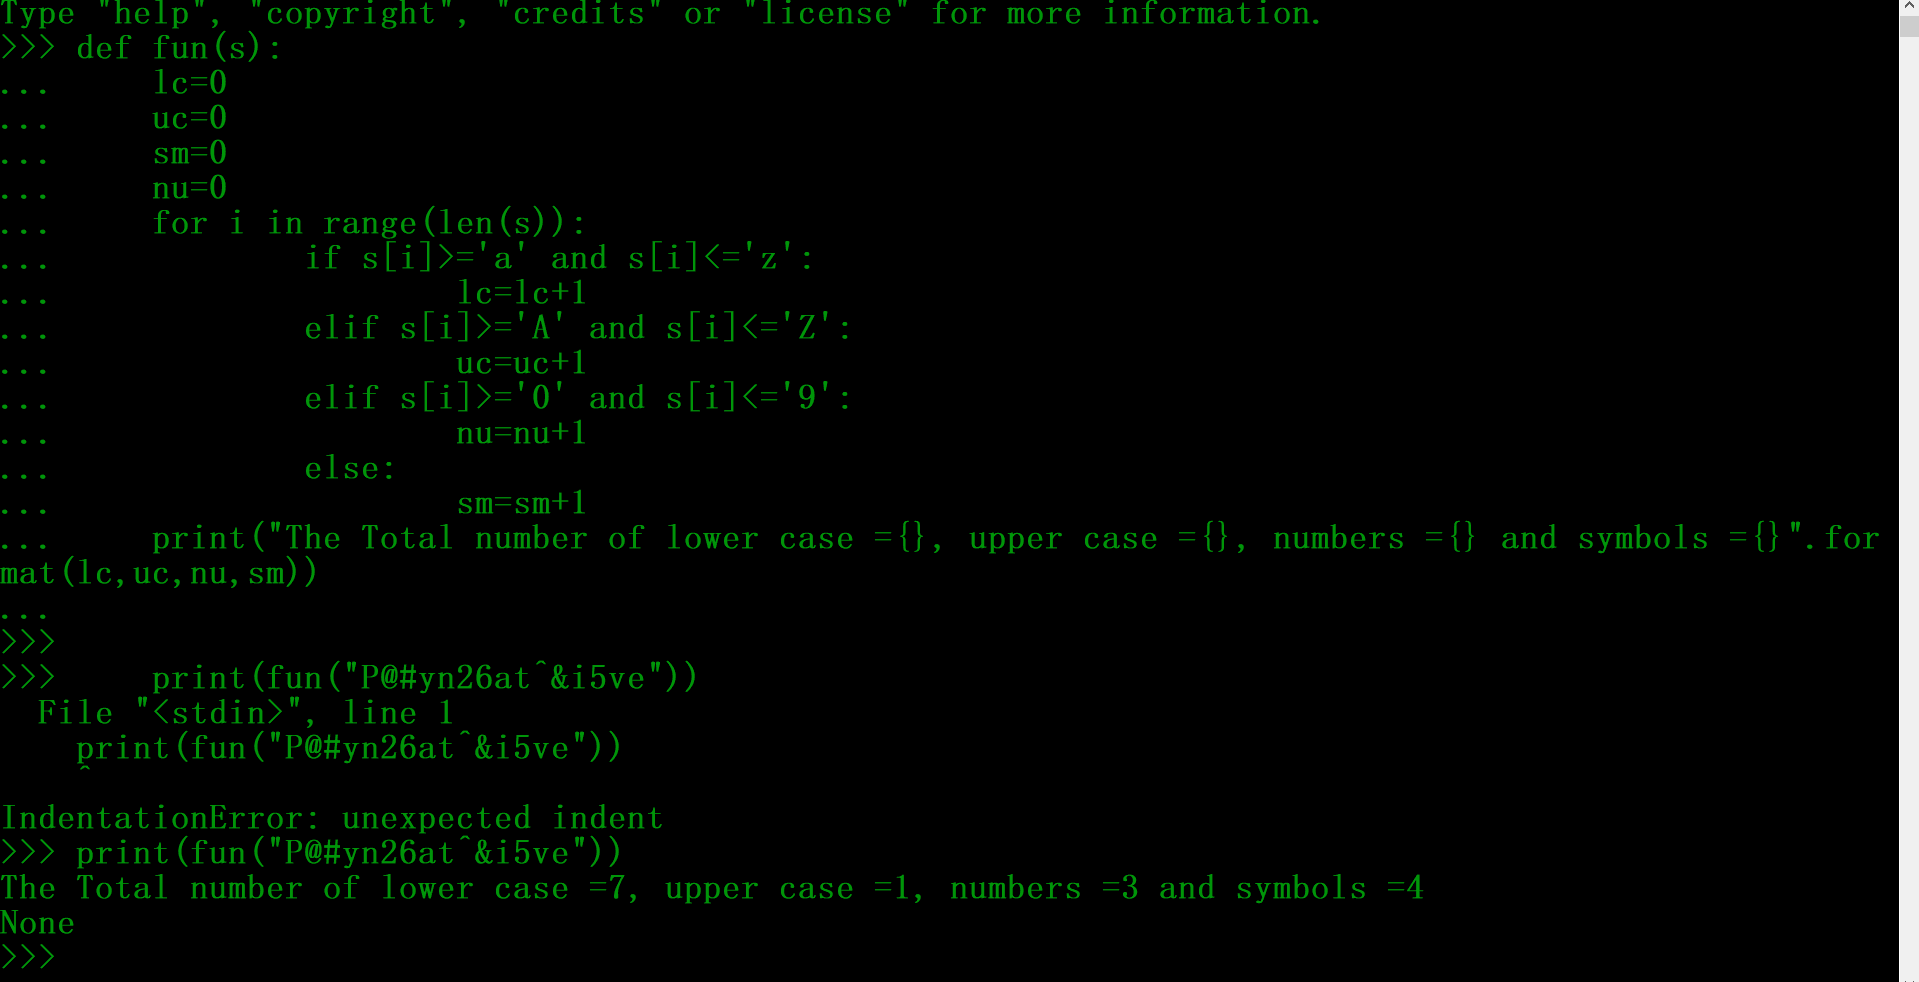 Type "help", "copyright", "credits" or "license" for more information.
>>> def fun(s):
...     lc=0
...     uc=0
...     sm=0
...     nu=0
...     for i in range(len(s)):
...             if s[i]>='a' and s[i]<='z':
...                     lc=lc+1
...             elif s[i]>='A' and s[i]<='Z':
...                     uc=uc+1
...             elif s[i]>='0' and s[i]<='9':
...                     nu=nu+1
...             else:
...                     sm=sm+1
...     print("The Total number of lower case ={}, upper case ={}, numbers ={} and symbols ={}".for
mat(lc,uc,nu,sm))
...
>>>
>>>     print(fun("P@#yn26at^&i5ve"))
  File "<stdin>", line 1
    print(fun("P@#yn26at^&i5ve"))
    ^
IndentationError: unexpected indent
>>> print(fun("P@#yn26at^&i5ve"))
The Total number of lower case =7, upper case =1, numbers =3 and symbols =4
None
>>>